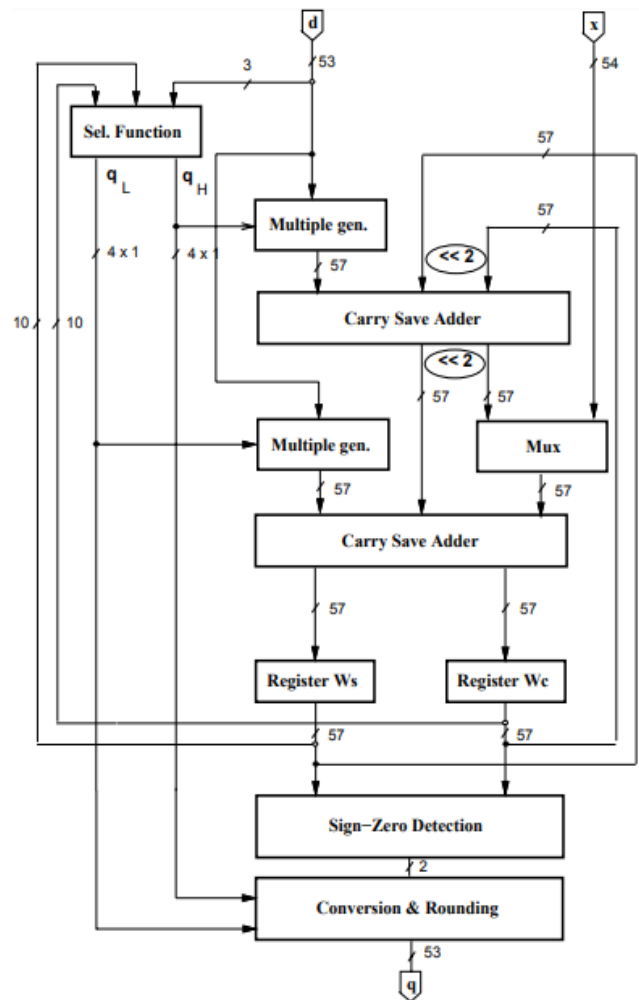 d
x
3
53
54
Sel. Function
57
q L
q H
Multiple gen.
57
4 x 1
4 x 1
57
<< 2
10
10
Carry Save Adder
<< 2
57
57
Multiple gen.
Mux
57
57
Carry Save Adder
57
57
Register Ws
Register Wc
57
57
Sign-Zero Detection
2
Conversion & Rounding
53
q